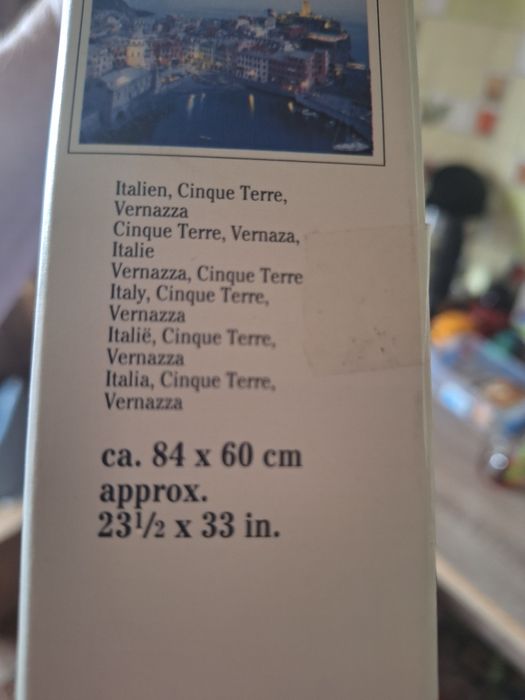 Italien, Cinque Terre,
Vernazza
Cinque Terre, Vernaza,
Italie
Vernazza, Cinque Terre
Italy, Cinque Terre,
Vernazza
Italië, Cinque Terre,
Vernazza
Italia, Cinque Terre,
Vernazza
ca. 84 x 60 cm
approx.
23½ x 33 in.